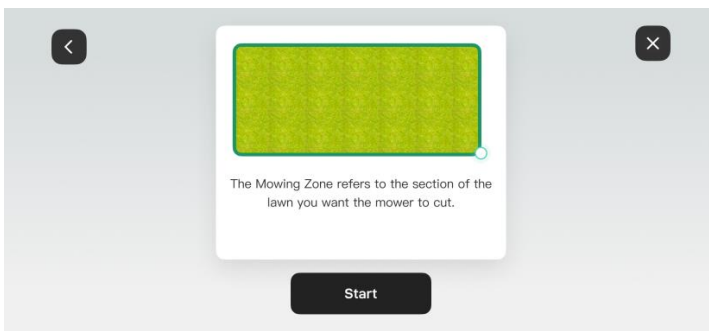 The Mowing Zone refers to the section of the
lawn you want the mower to cut.
Start